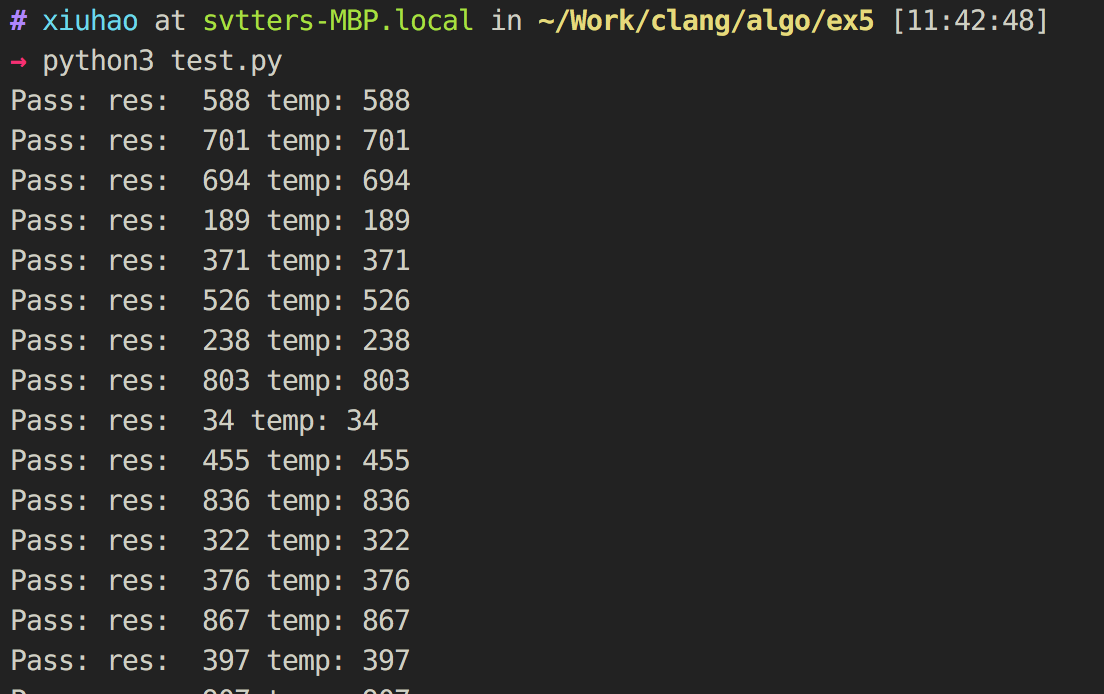 # xiuhao at svtters-MBP.local in ~/Work/clang/algo/ex5 [11:42:48]
→ python3 test.py
Pass: res:  588 temp: 588
Pass: res:  701 temp: 701
Pass: res:  694 temp: 694
Pass: res:  189 temp: 189
Pass: res:  371 temp: 371
Pass: res:  526 temp: 526
Pass: res:  238 temp: 238
Pass: res:  803 temp: 803
Pass: res:  34 temp: 34
Pass: res:  455 temp: 455
Pass: res:  836 temp: 836
Pass: res:  322 temp: 322
Pass: res:  376 temp: 376
Pass: res:  867 temp: 867
Pass: res:  397 temp: 397